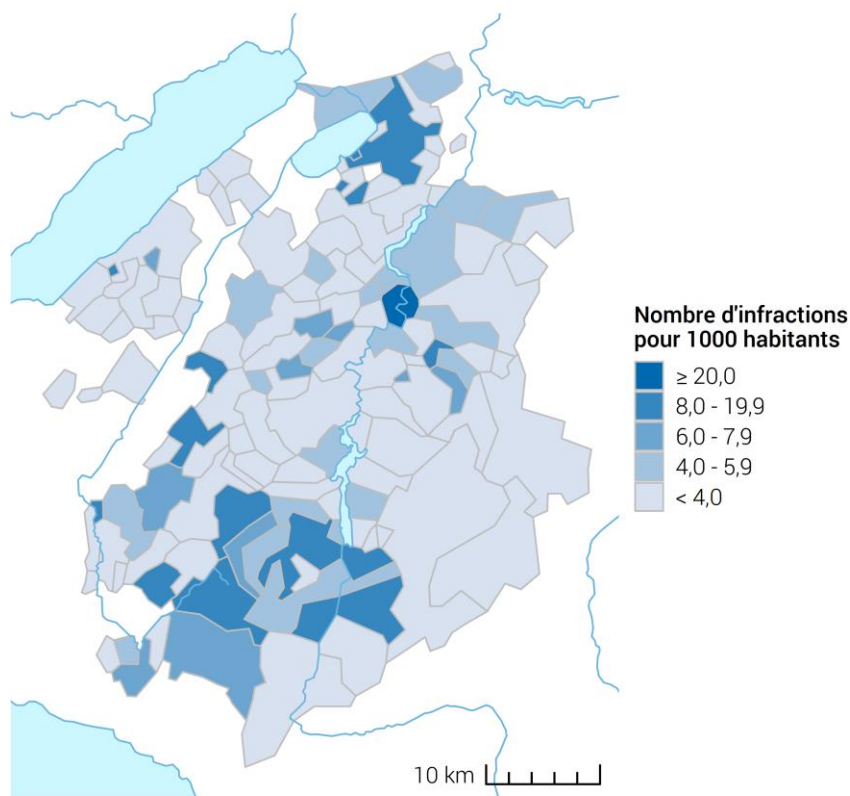 Nombre d'infractions
pour 1000 habitants
≥ 20,0
8,0 - 19,9
6,0 - 7,9
4,0 - 5,9
< 4,0
10 km